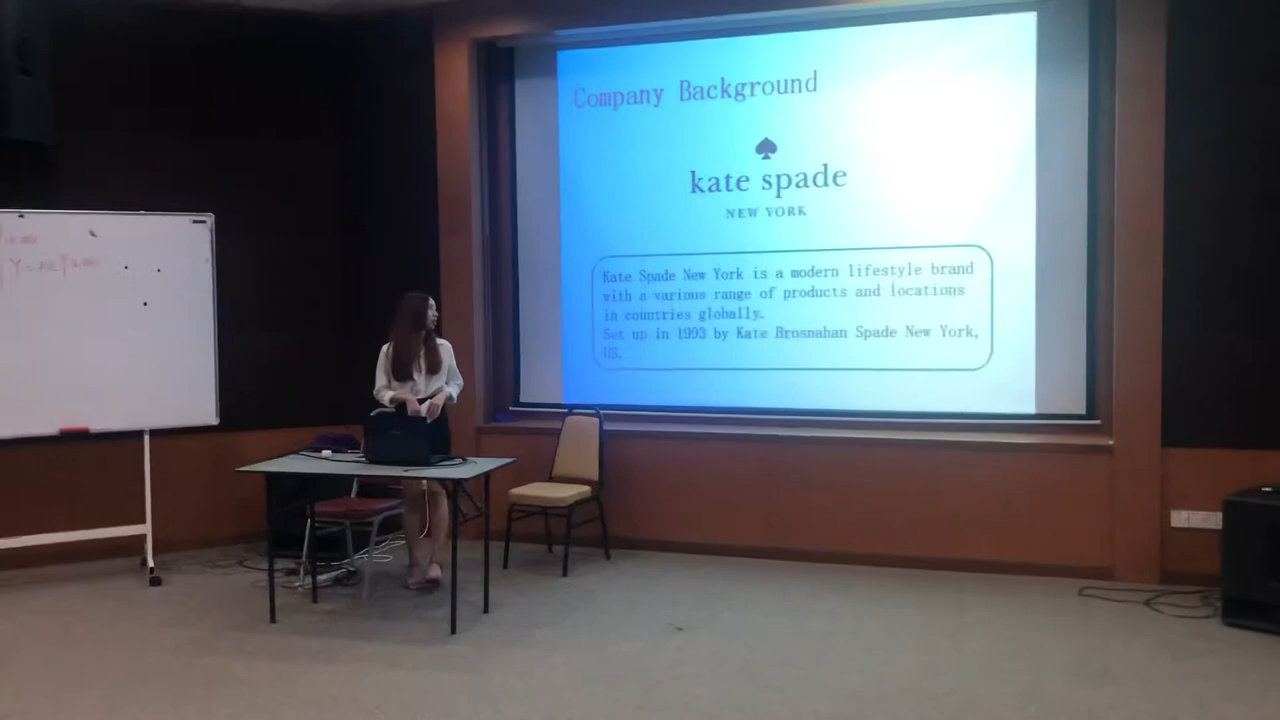 Company Background
kate spade
NEW YORK
Kate Spade New York is a modern lifestyle brand
with a various range of products and locations
in countries globally.
Set up in 1993 by Kate Brosnahan Spade New York,
US.